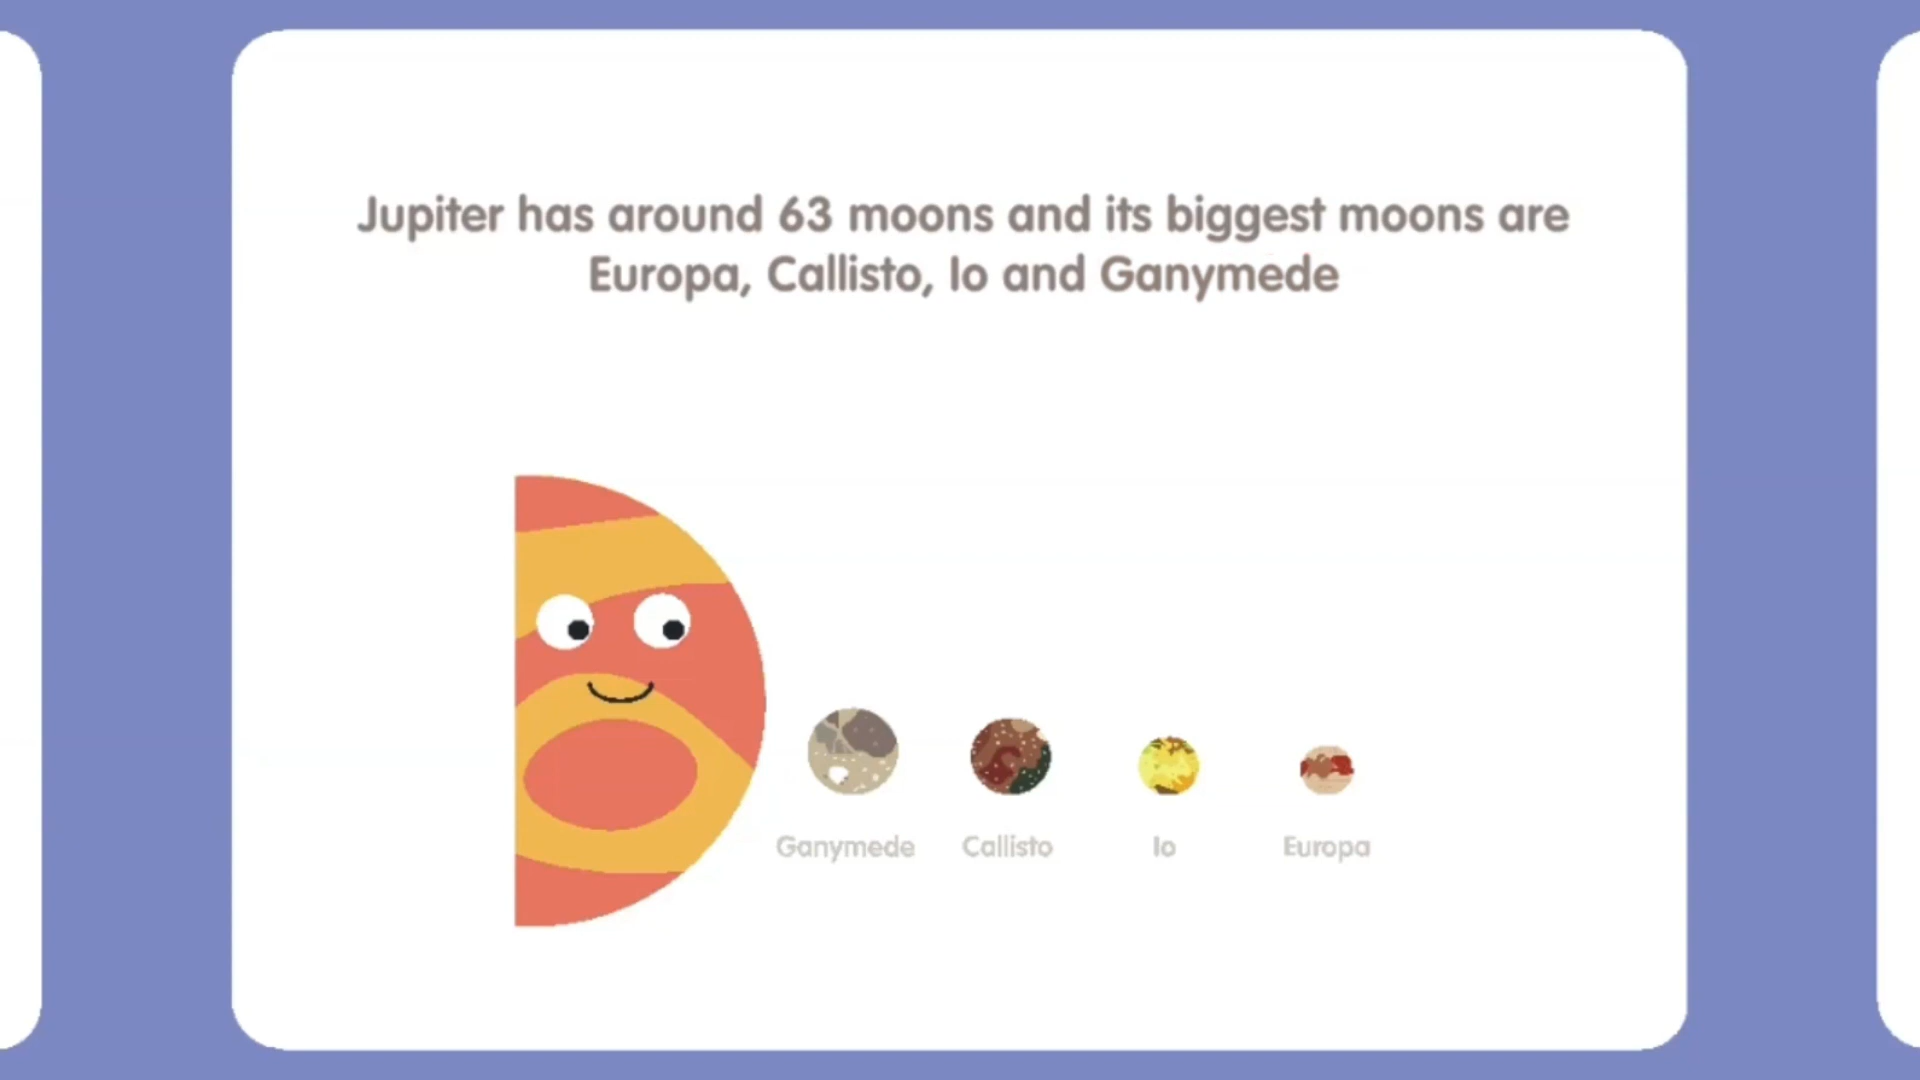 Jupiter has around 63 moons and its biggest moons are
Europa, Callisto, Io and Ganymede
Ganymede Callisto Io Europa